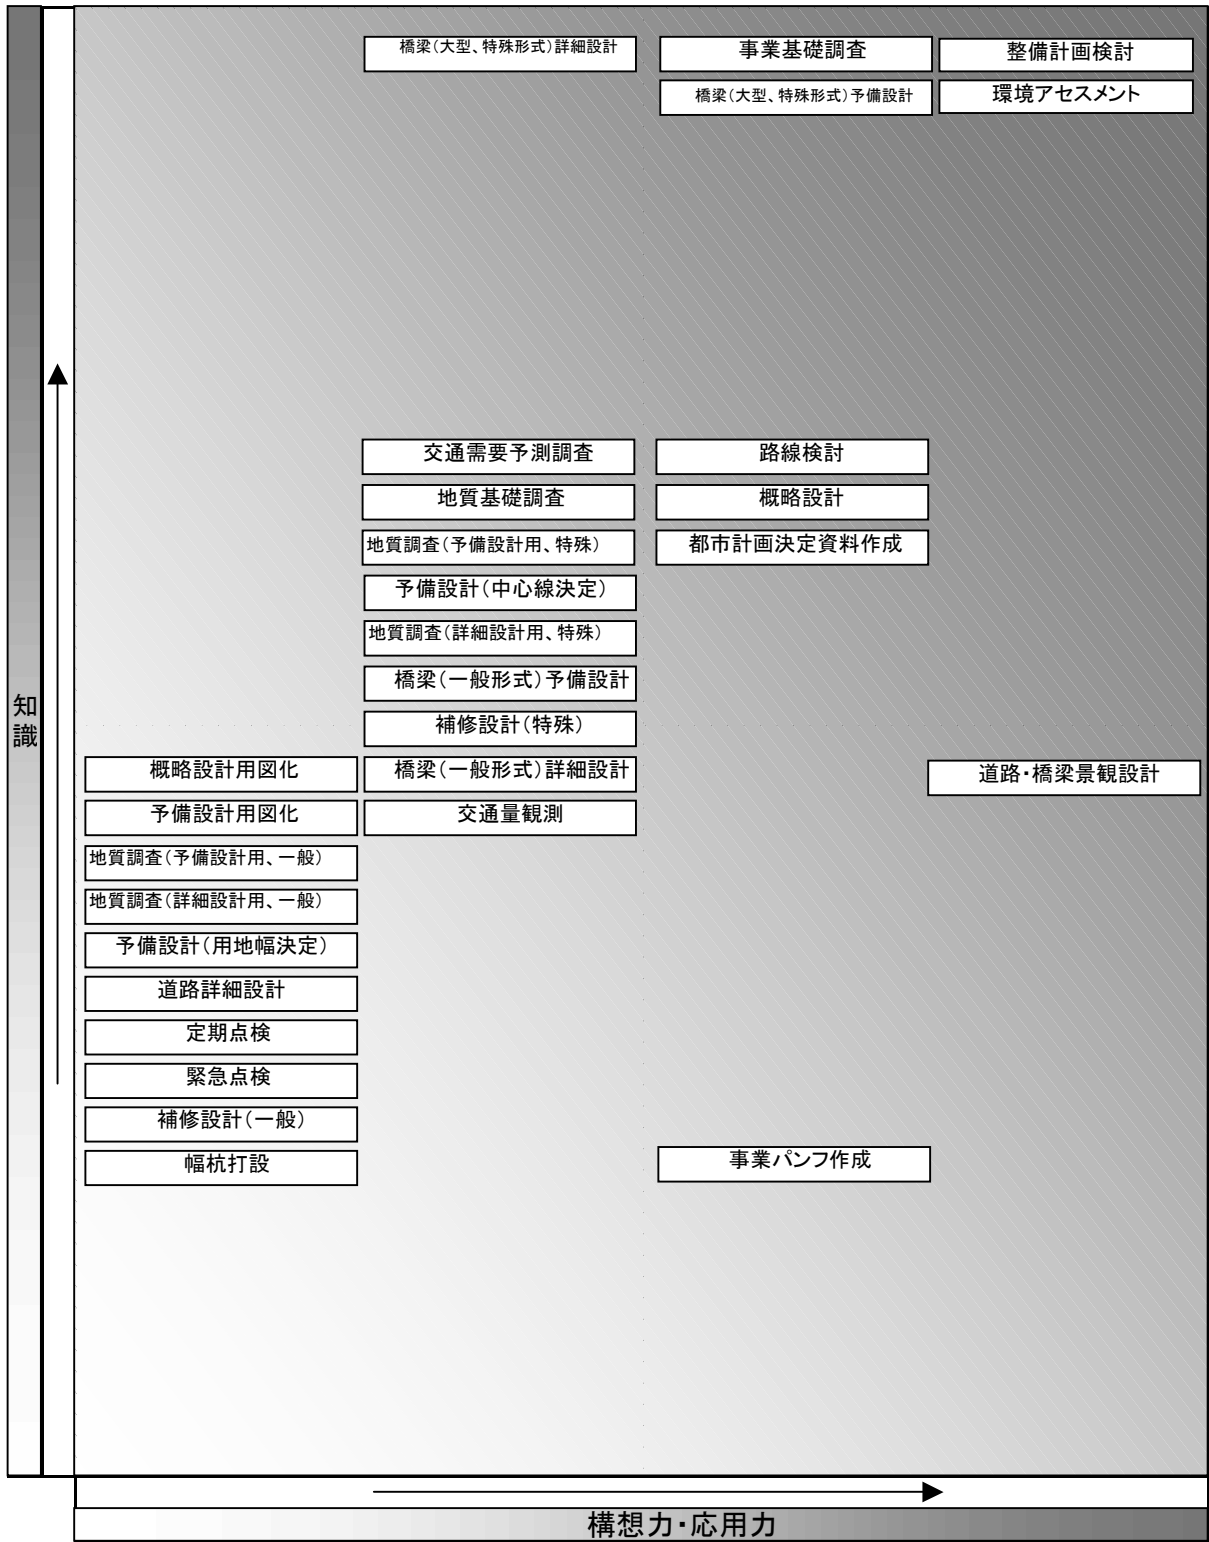 橋梁(大型、特殊形式)詳細設計
事業基礎調査
整備計画検討
橋梁(大型、特殊形式)予備設計
環境アセスメント
交通需要予測調査
路線検討
地質基礎調査
概略設計
地質調査(予備設計用、特殊)
都市計画決定資料作成
予備設計(中心線決定)
地質調査(詳細設計用、特殊)
橋梁(一般形式)予備設計
知識
補修設計(特殊)
概略設計用図化
橋梁(一般形式)詳細設計
道路・橋梁景観設計
予備設計用図化
交通量観測
地質調査(予備設計用、一般)
地質調査(詳細設計用、一般)
予備設計(用地幅決定)
道路詳細設計
定期点検
緊急点検
補修設計(一般)
幅杭打設
事業パンフ作成
構想力・応用力